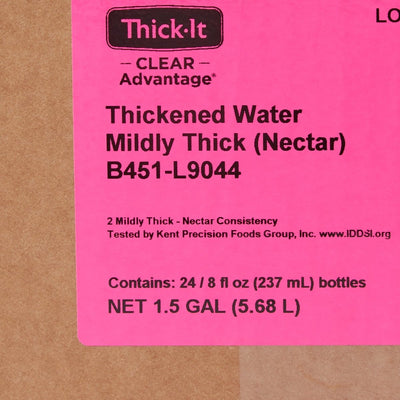 LO
Thick-It
CLEAR
Advantage®
Thickened Water
Mildly Thick (Nectar)
B451-L9044
2 Mildly Thick - Nectar Consistency
Tested by Kent Precision Foods Group, Inc. www.IDDSI.org
Contains: 24 / 8 fl oz (237 mL) bottles
NET 1.5 GAL (5.68 L)